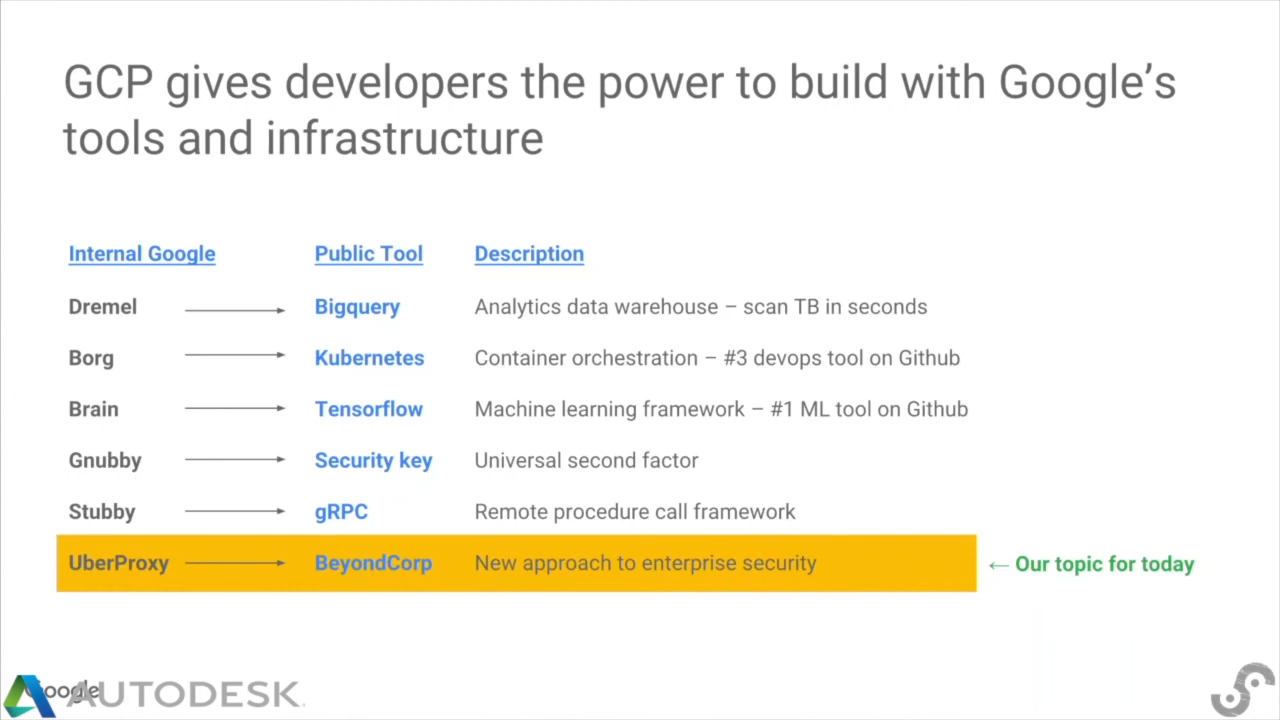 GCP gives developers the power to build with Google's
tools and infrastructure
Internal Google Public Tool Description
Dremel Bigquery Analytics data warehouse – scan TB in seconds
Borg Kubernetes Container orchestration – #3 devops tool on Github
Brain Tensorflow Machine learning framework – #1 ML tool on Github
Gnubby Security key Universal second factor
Stubby gRPC Remote procedure call framework
UberProxy BeyondCorp New approach to enterprise security ← Our topic for today
Google AUTODESK.